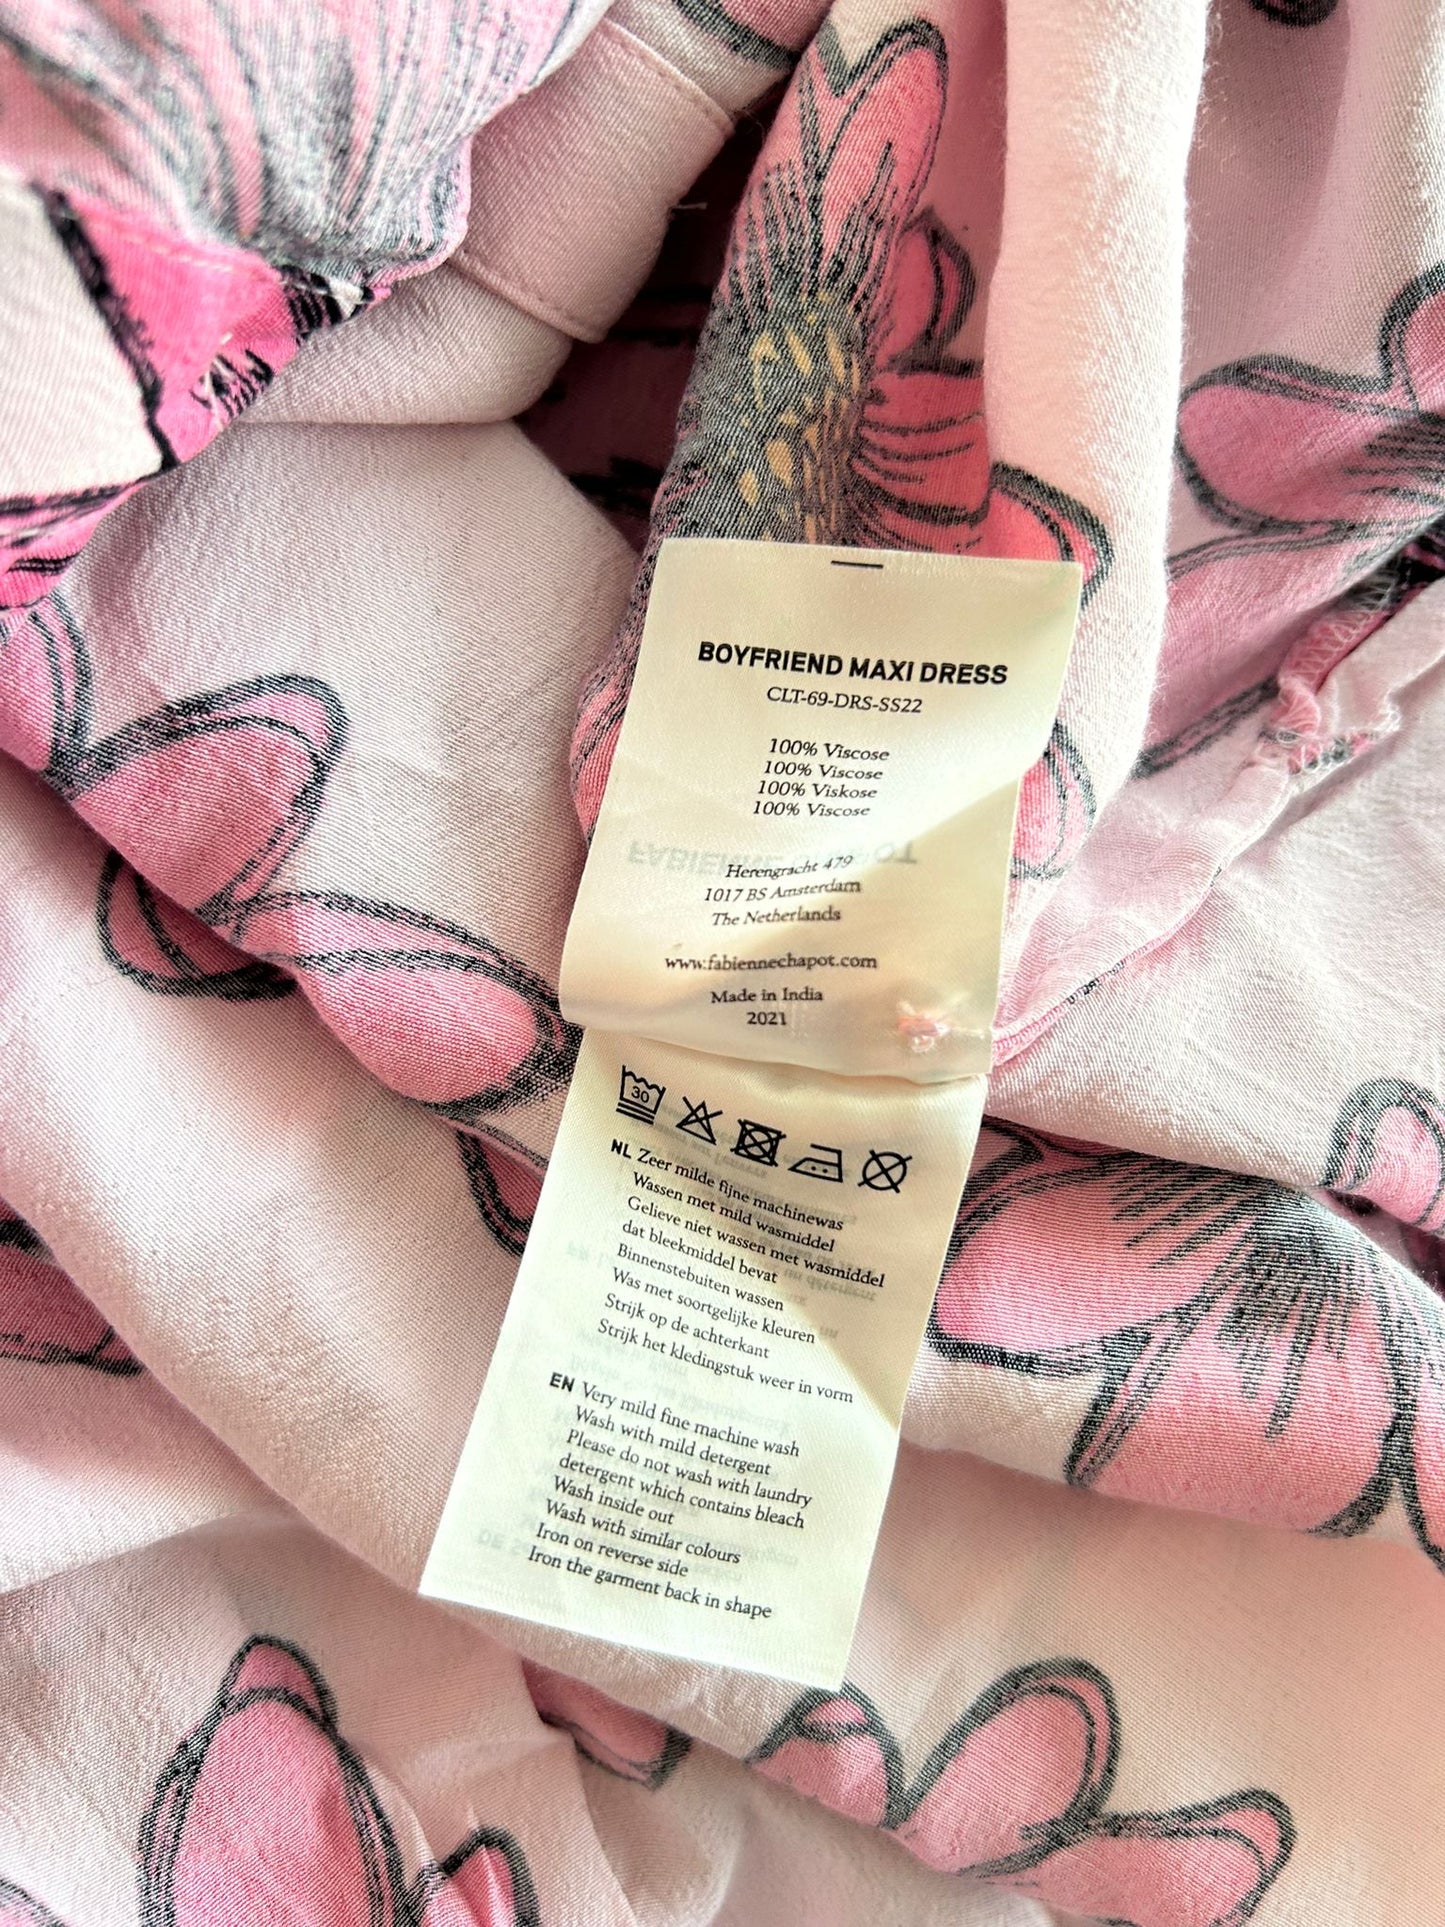 BOYFRIEND MAXI DRESS
CLT-69-DRS-SS22
100% Viscose
100% Viscose
100% Viskose
100% Viscose
Herengracht 479
1017 BS Amsterdam
The Netherlands
www.fabiennechapot.com
Made in India
2021
30
NL Zeer milde fijne machinewas
Wassen met mild wasmiddel
Gelieve niet wassen met wasmiddel
dat bleekmiddel bevat
Binnenstebuiten wassen
Was met soortgelijke kleuren
Strijk op de achterkant
Strijk het kledingstuk weer in vorm
EN Very mild fine machine wash
Wash with mild detergent
Please do not wash with laundry
detergent which contains bleach
Wash inside out
Wash with similar colours
Iron on reverse side
Iron the garment back in shape